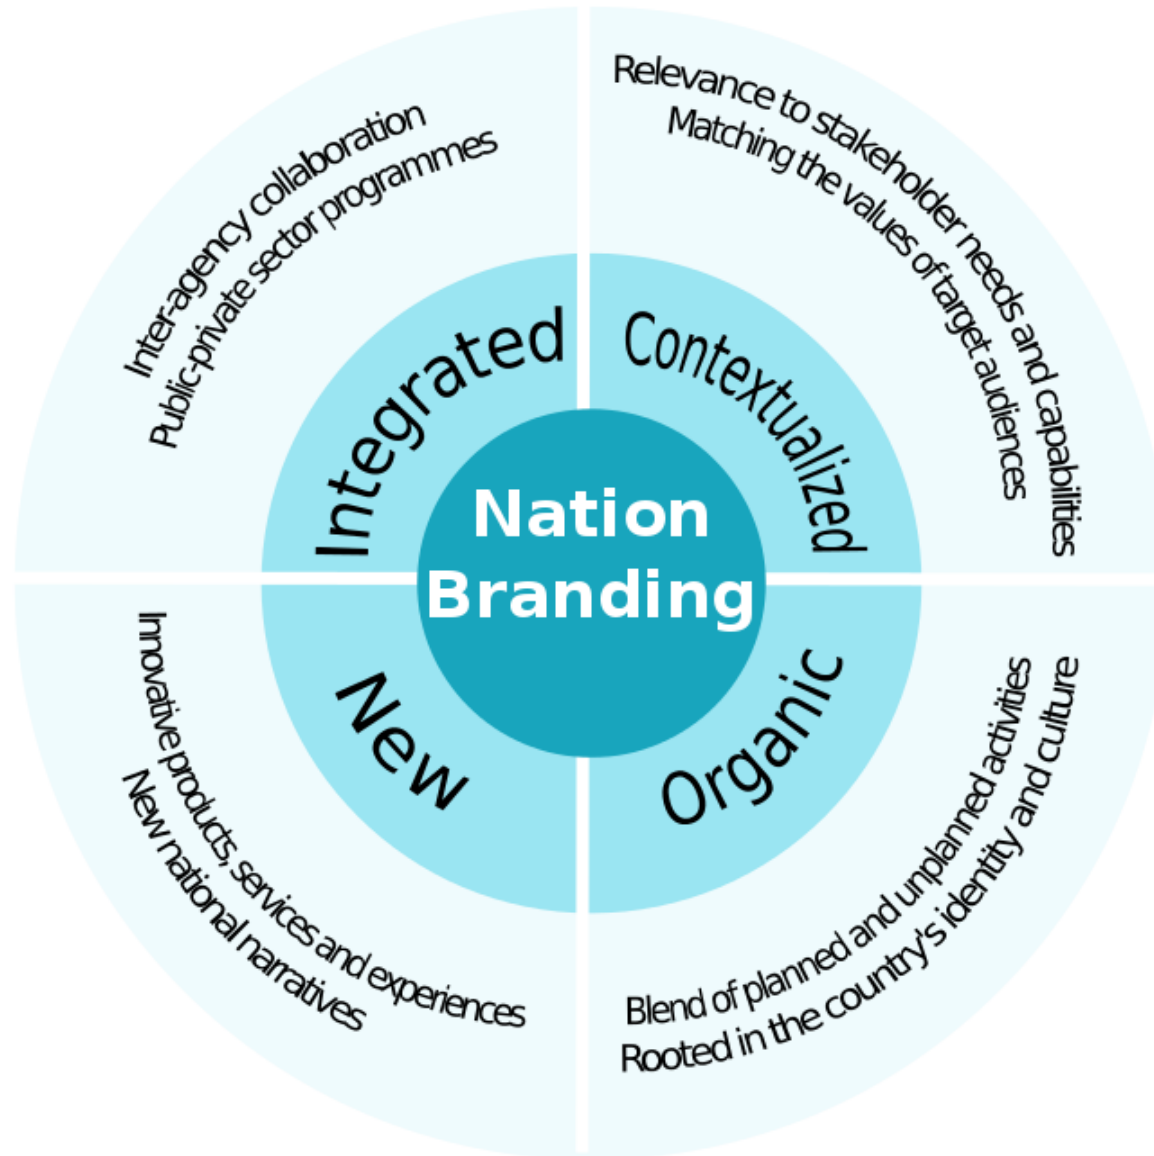 Inter-agency collaboration
Public-private sector programmes
Integrated
Relevance to stakeholder needs and capabilities
Matching the values of target audiences
Contextualized
Nation
Branding
New
Innovative products, services and experiences
New national narratives
Organic
Blend of planned and unplanned activities
Rooted in the country's identity and culture